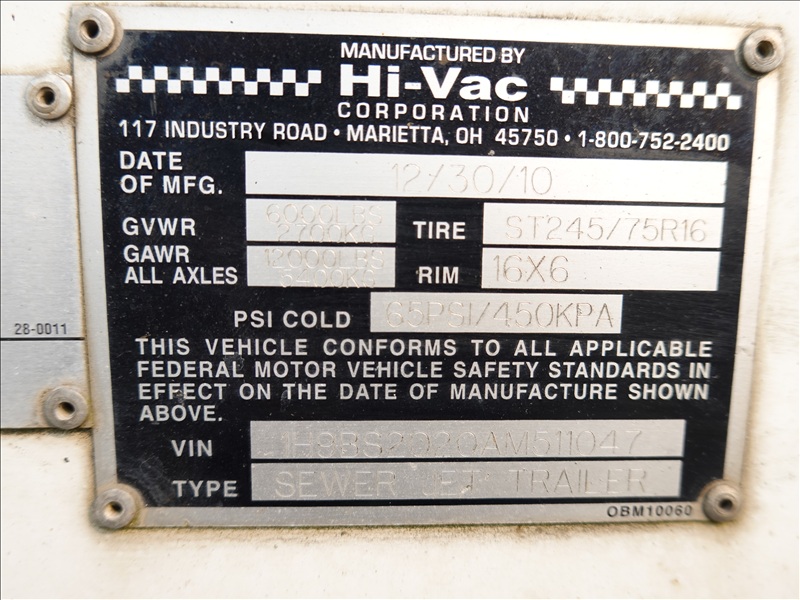 MANUFACTURED BY
Hi-Vac
CORPORATION
117 INDUSTRY ROAD • MARIETTA, OH 45750 • 1-800-752-2400
DATE OF MFG. 12/30/10
GVWR 6000LBS 2700KG TIRE ST245/75R16
GAWR ALL AXLES 12000LBS 5400KG RIM 16X6
PSI COLD 65PSI/450KPA
THIS VEHICLE CONFORMS TO ALL APPLICABLE
FEDERAL MOTOR VEHICLE SAFETY STANDARDS IN
EFFECT ON THE DATE OF MANUFACTURE SHOWN
ABOVE.
VIN
TYPE SEWER JET TRAILER
OBM10060
28-0011